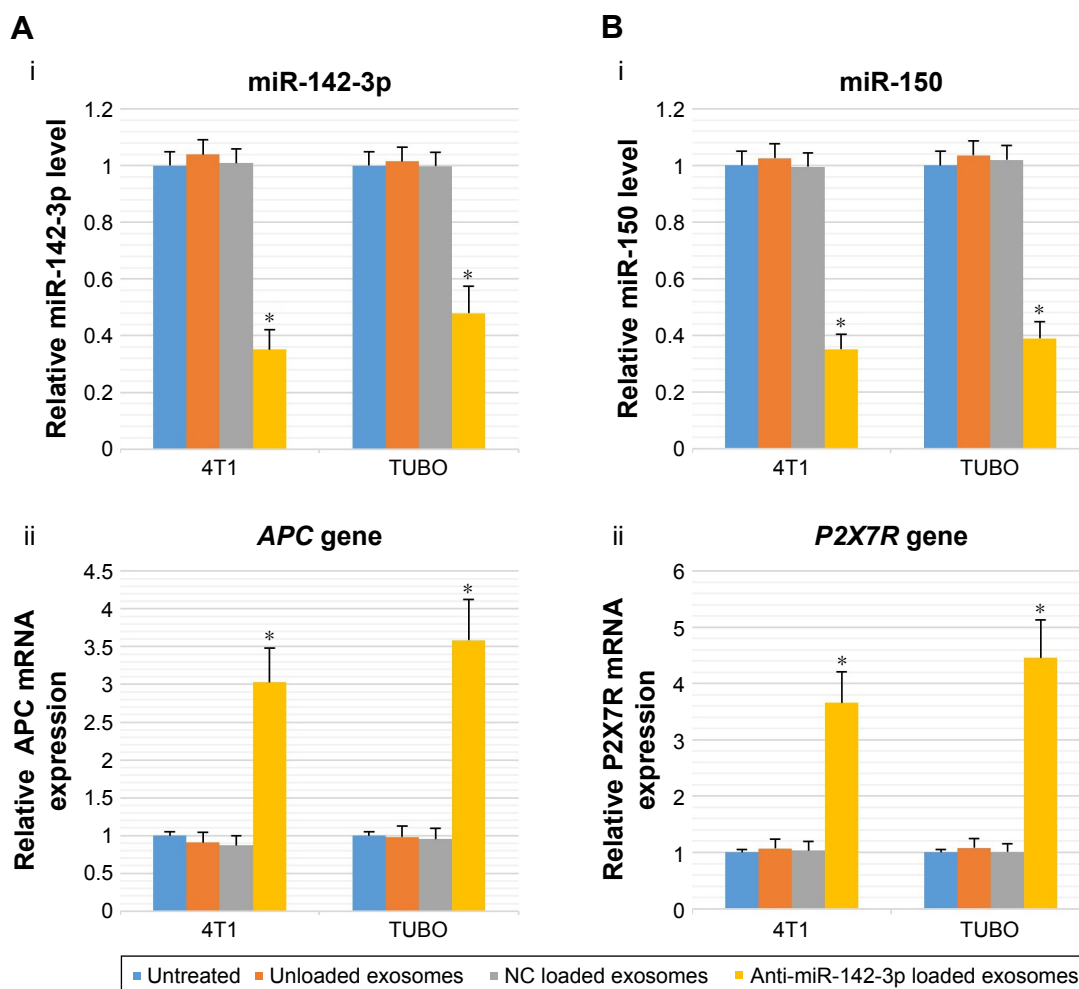 A
i
miR-142-3p
Relative miR-142-3p level
1.2
1
0.8
0.6
0.4
0.2
0
*
*
4T1
TUBO
ii
APC gene
Relative APC mRNA
expression
4.5
4
3.5
3
2.5
2
1.5
1
0.5
0
*
*
4T1
TUBO
B
i
miR-150
Relative miR-150 level
1.2
1
0.8
0.6
0.4
0.2
0
*
*
4T1
TUBO
ii
P2X7R gene
Relative P2X7R mRNA
expression
6
5
4
3
2
1
0
*
*
4T1
TUBO
Untreated
Unloaded exosomes
NC loaded exosomes
Anti-miR-142-3p loaded exosomes